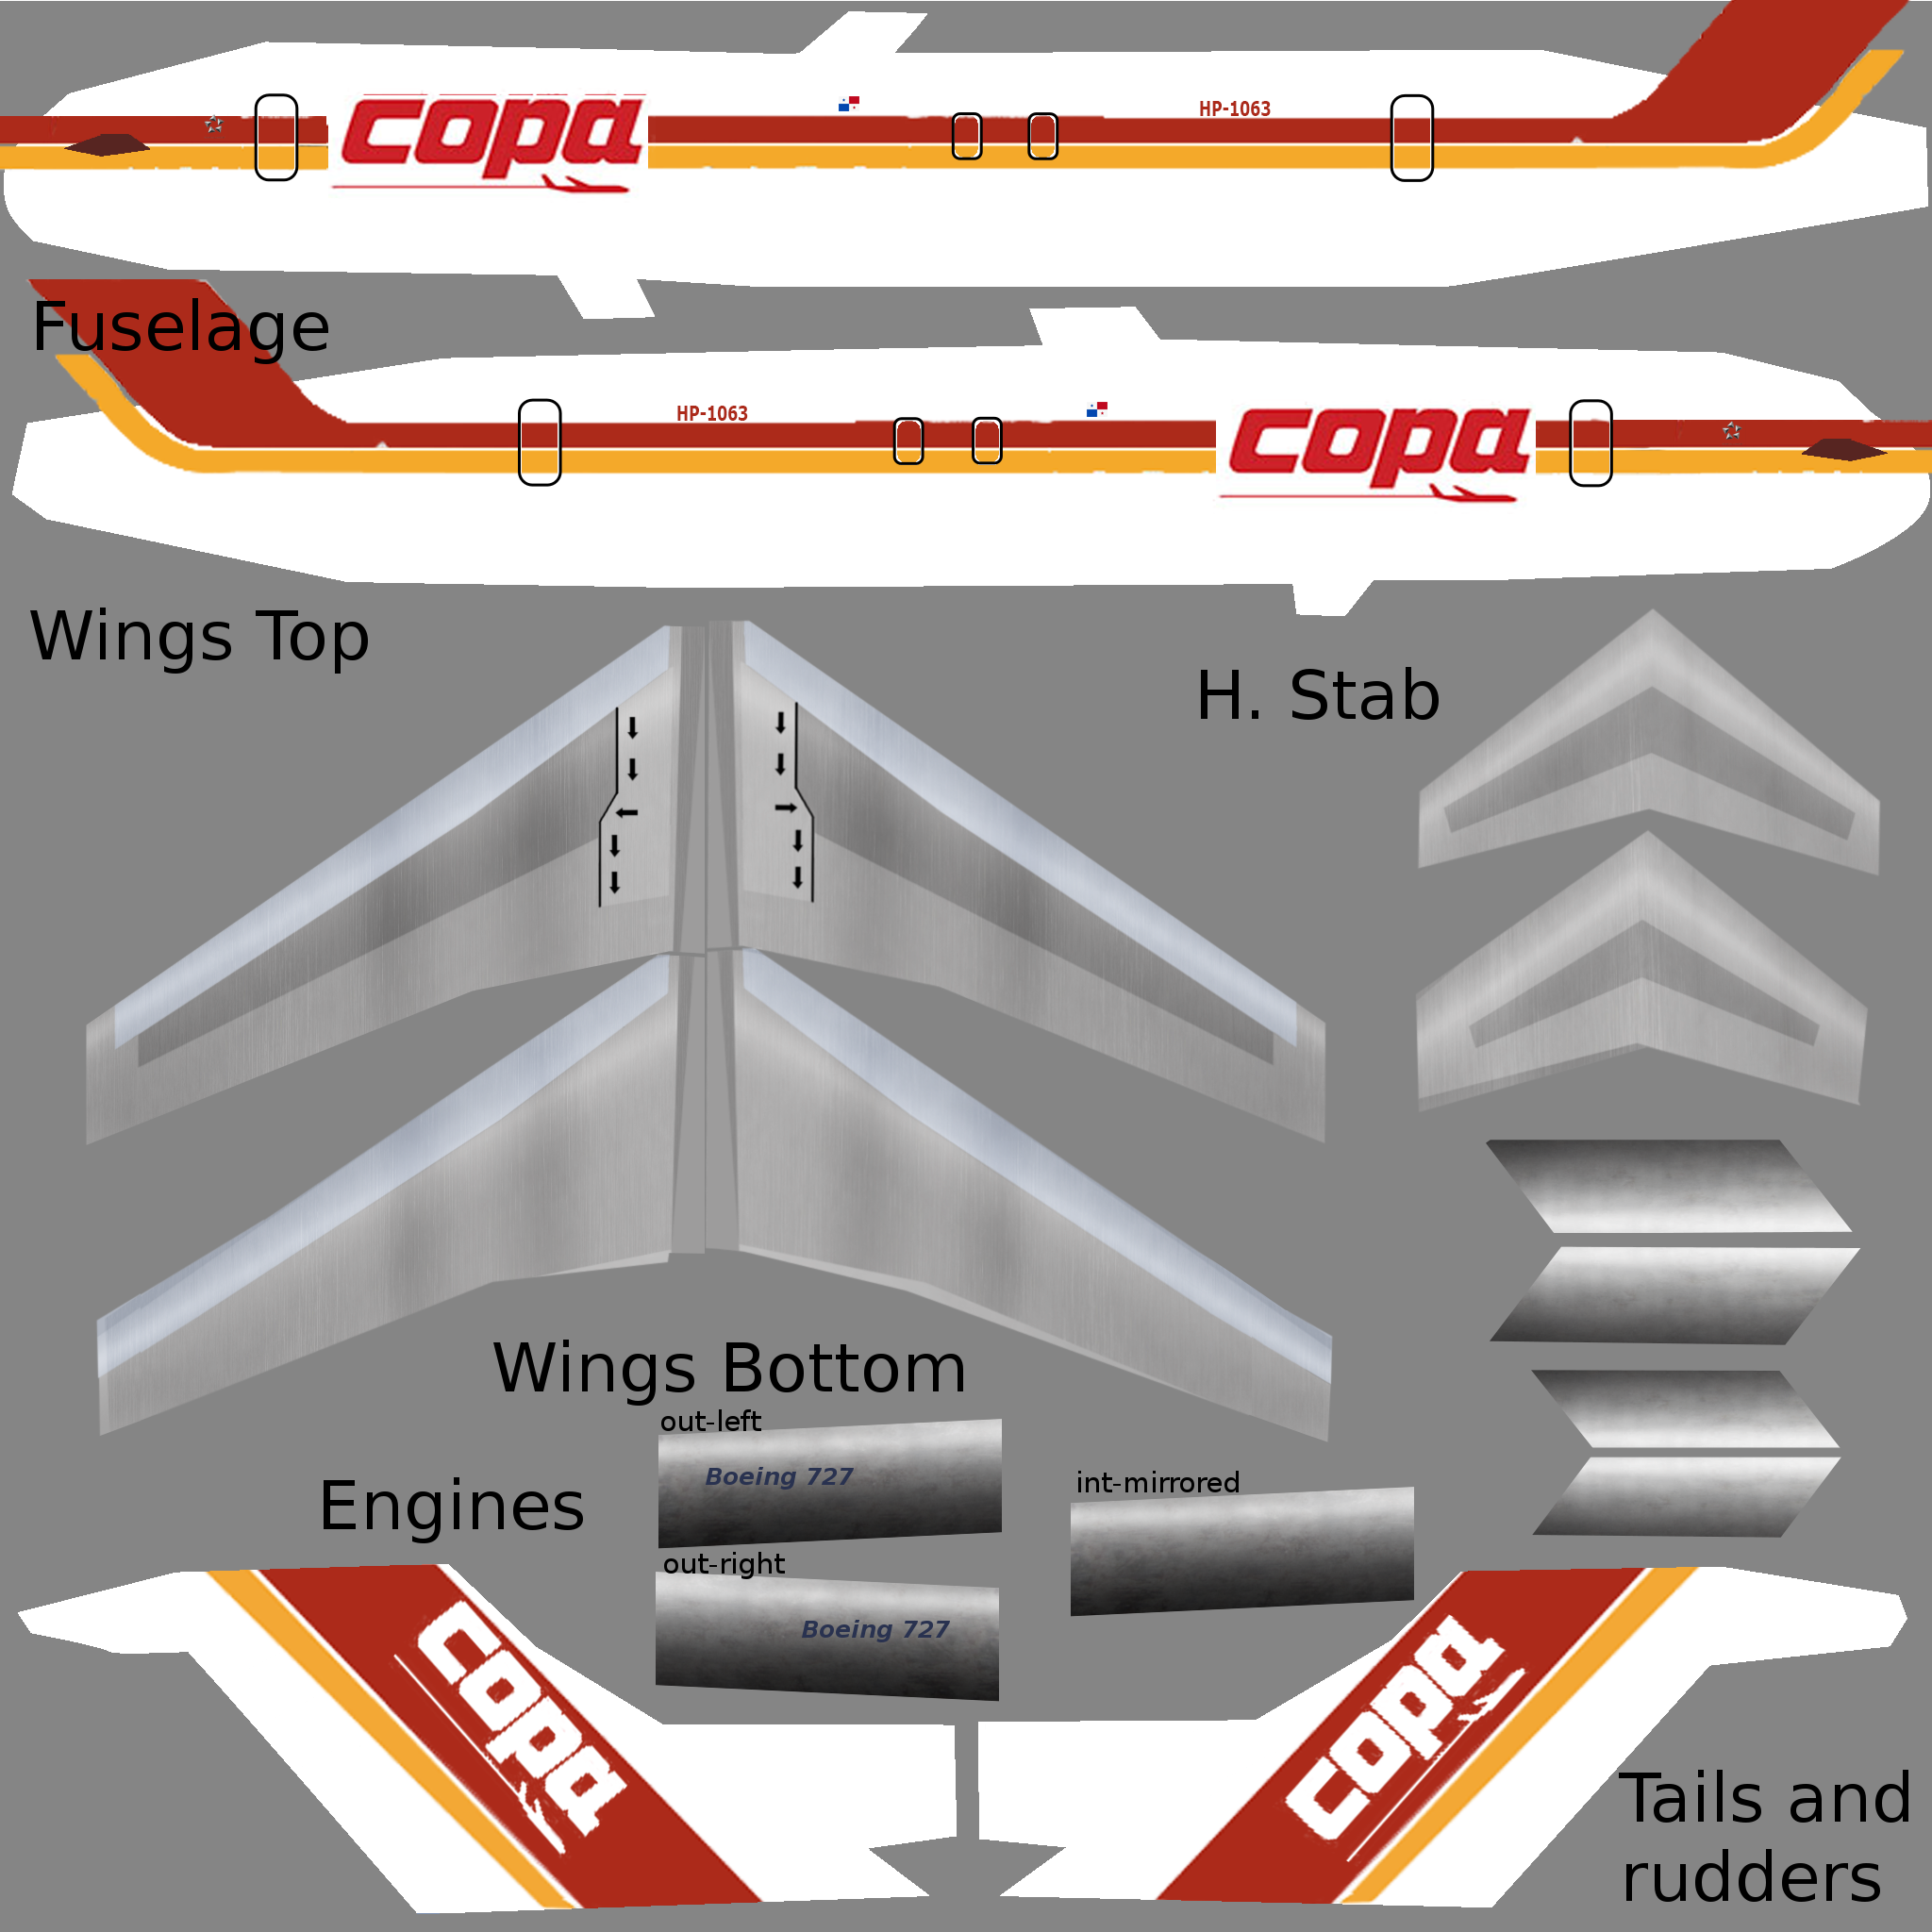 copa
HP-1063
Fuselage
HP-1063
copa
Wings Top
H. Stab
Wings Bottom
out-left
Boeing 727
Engines
int-mirrored
out-right
Boeing 727
copa
copa
Tails and
rudders